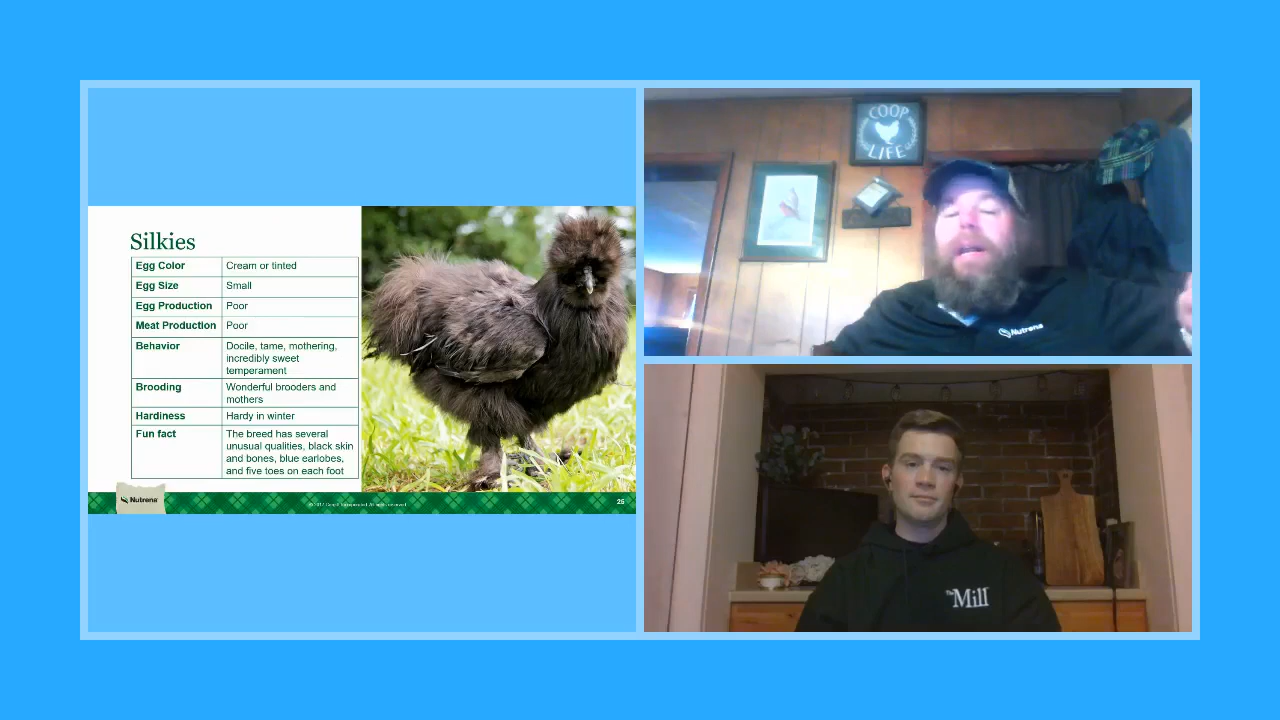 Silkies
Egg Color Cream or tinted
Egg Size Small
Egg Production Poor
Meat Production Poor
Behavior Docile, tame, mothering,
incredibly sweet
temperament
Brooding Wonderful brooders and
mothers
Hardiness Hardy in winter
Fun fact The breed has several
unusual qualities, black skin
and bones, blue earlobes,
and five toes on each foot
Nutrena
25
COOP
LIFE
Nutrena
The
Mill